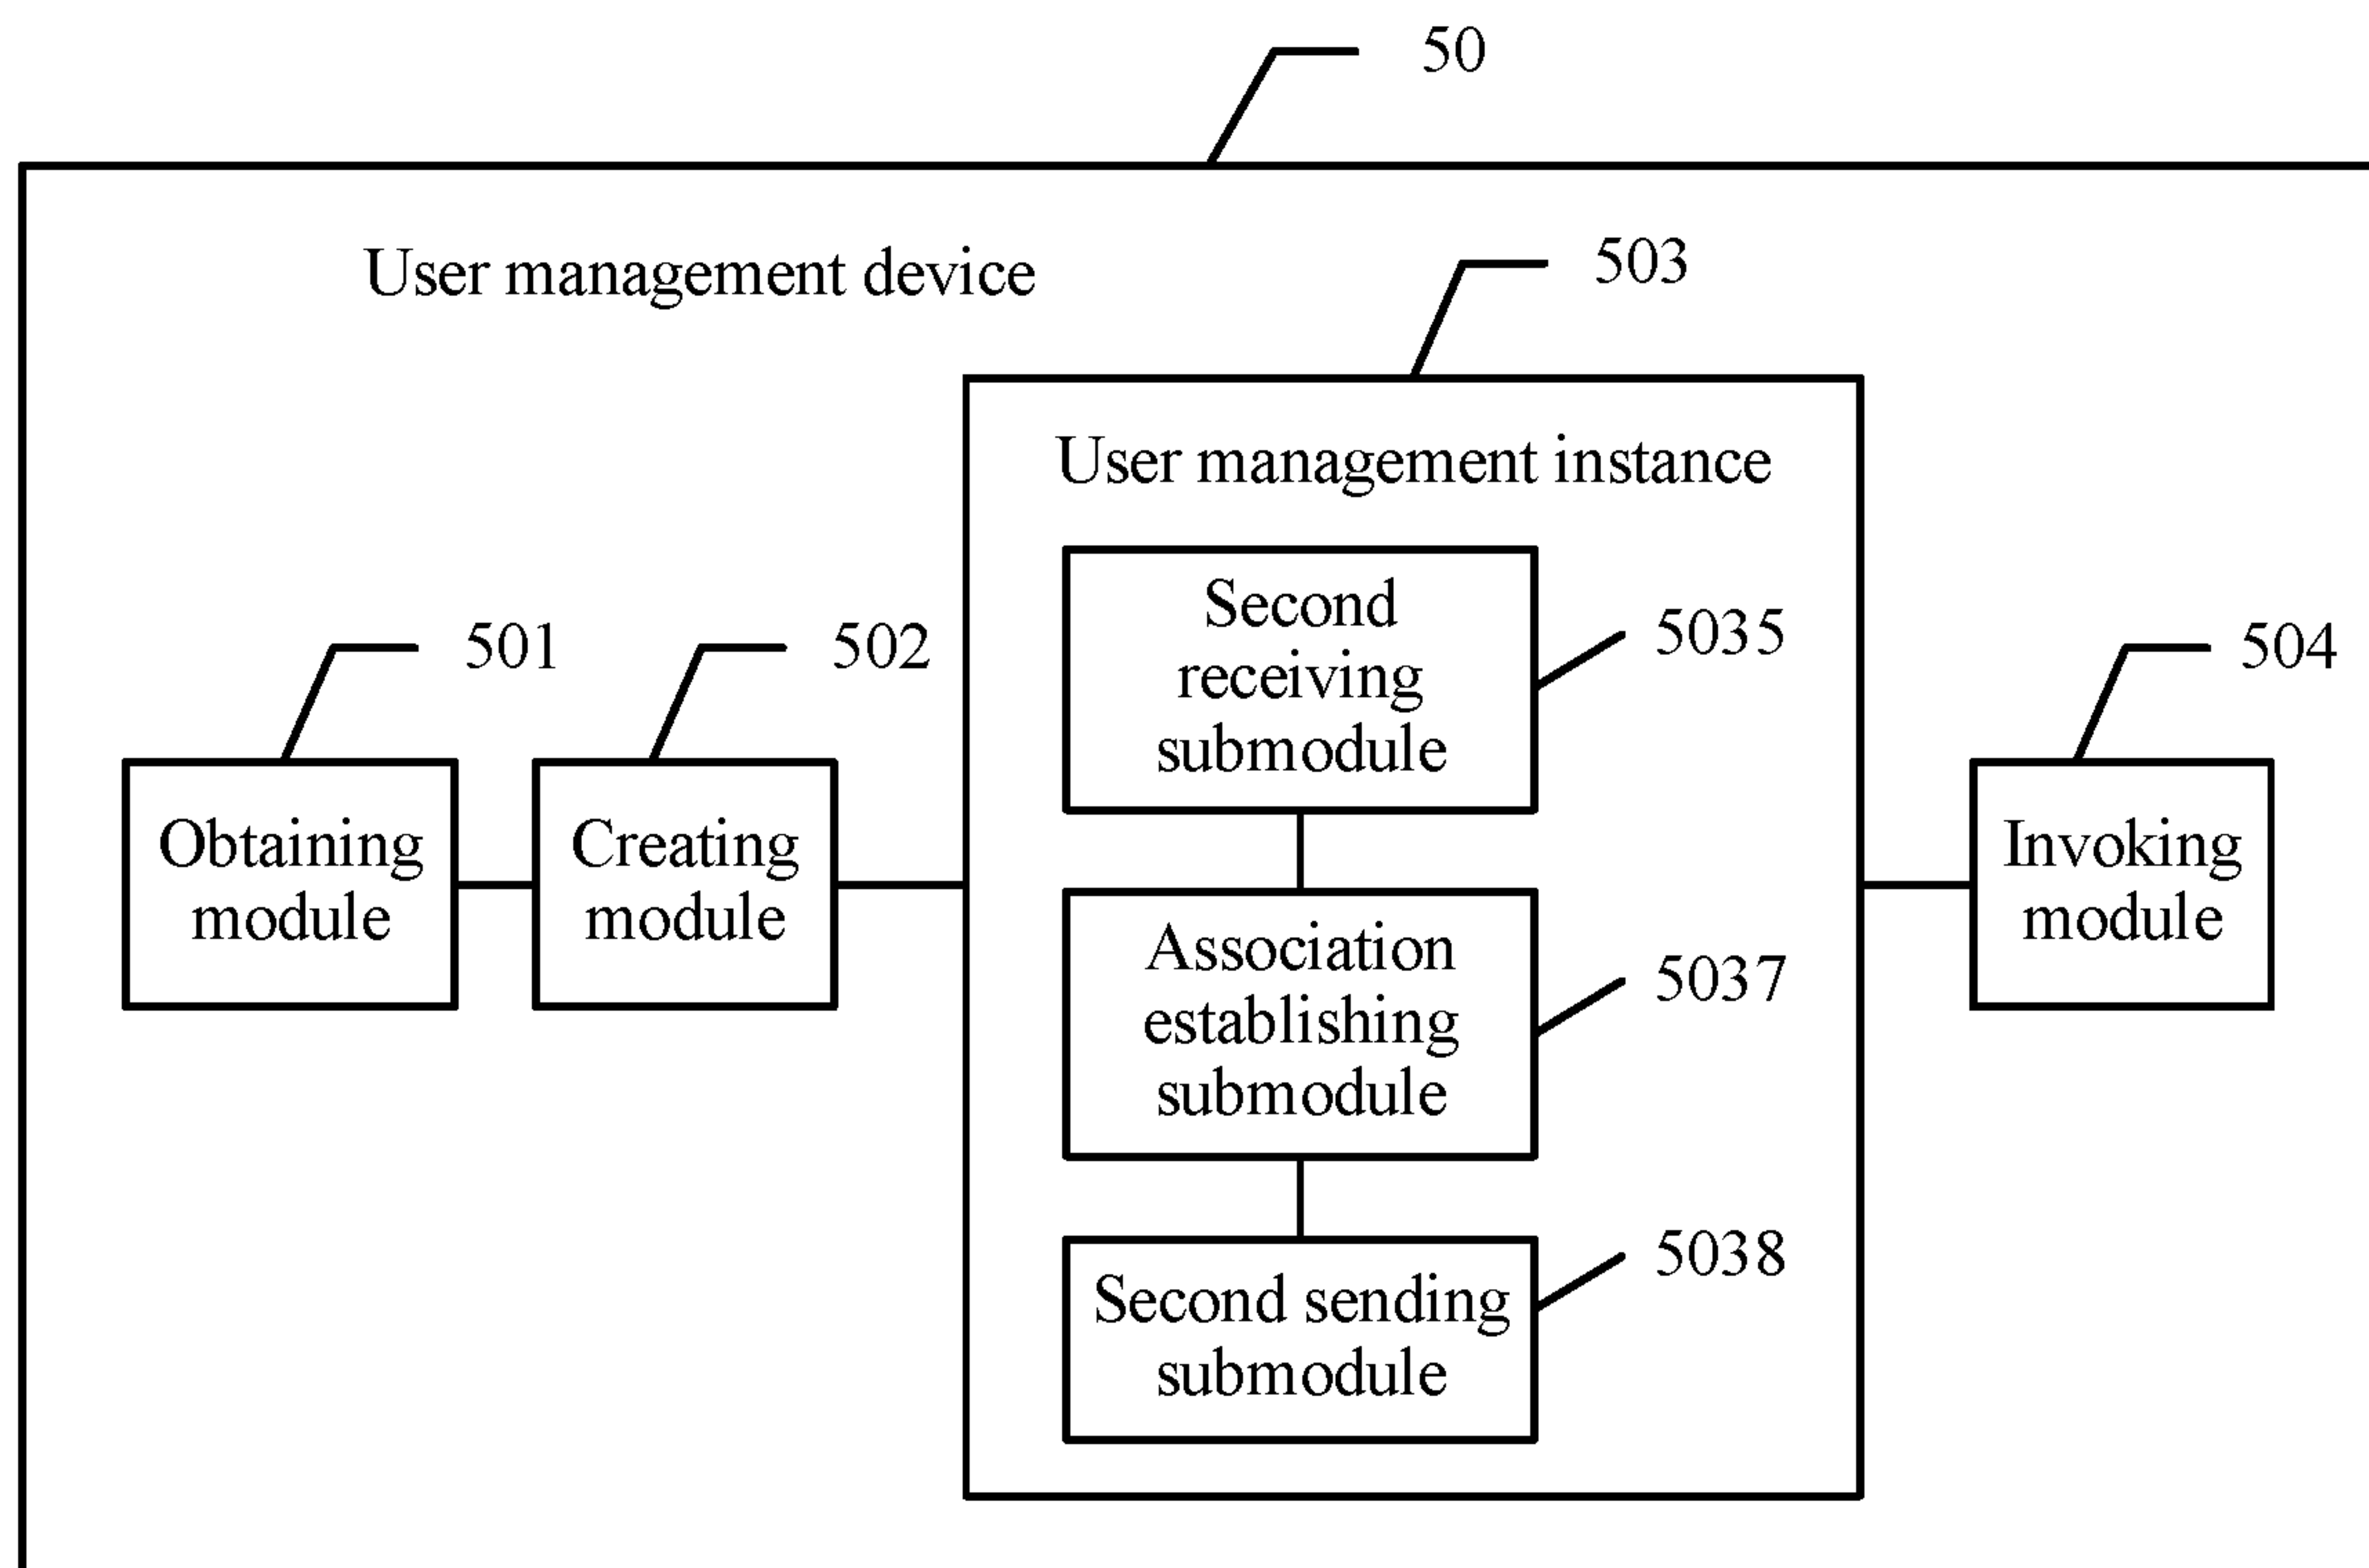 50
User management device
503
User management instance
Second
receiving
submodule
5035
501
502
504
Obtaining
module
Creating
module
Association
establishing
submodule
5037
Invoking
module
Second sending
submodule
5038